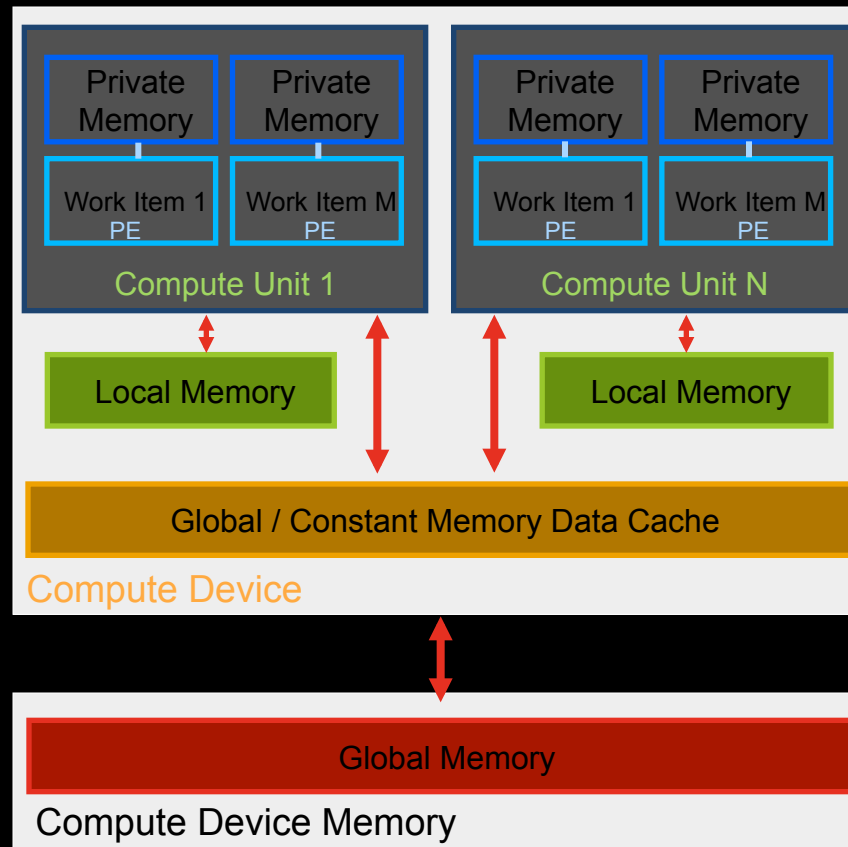 Private
Memory
Private
Memory
Private
Memory
Private
Memory
Work Item 1
PE
Work Item M
PE
Work Item 1
PE
Work Item M
PE
Compute Unit 1
Compute Unit N
Local Memory
Local Memory
Global / Constant Memory Data Cache
Compute Device
Global Memory
Compute Device Memory